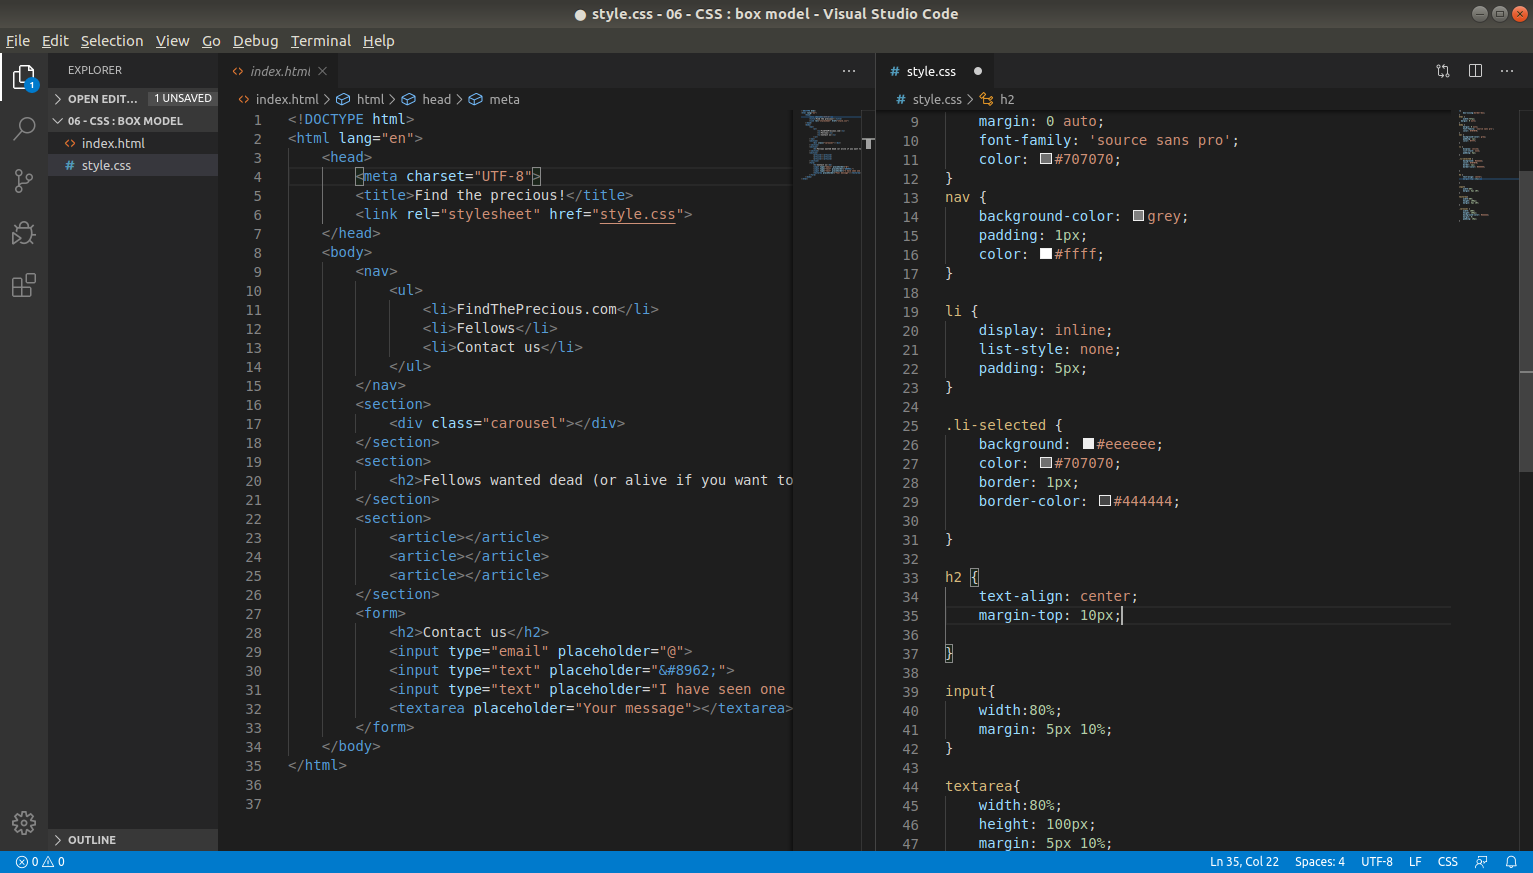 ● style.css - 06 - CSS : box model - Visual Studio Code
File Edit Selection View Go Debug Terminal Help
1
EXPLORER
OPEN EDIT... 1 UNSAVED
06 - CSS : BOX MODEL
<> index.html
# style.css
OUTLINE
<> index.html ×
<> index.html > html > head > meta
1 <!DOCTYPE html>
2 <html lang="en">
3 <head>
4 <meta charset="UTF-8">
5 <title>Find the precious!</title>
6 <link rel="stylesheet" href="style.css">
7 </head>
8 <body>
9 <nav>
10 <ul>
11 <li>FindThePrecious.com</li>
12 <li>Fellows</li>
13 <li>Contact us</li>
14 </ul>
15 </nav>
16 <section>
17 <div class="carousel"></div>
18 </section>
19 <section>
20 <h2>Fellows wanted dead (or alive if you want to
21 </section>
22 <section>
23 <article></article>
24 <article></article>
25 <article></article>
26 </section>
27 <form>
28 <h2>Contact us</h2>
29 <input type="email" placeholder="@">
30 <input type="text" placeholder="&#8962;">
31 <input type="text" placeholder="I have seen one
32 <textarea placeholder="Your message"></textarea>
33 </form>
34 </body>
35 </html>
36
37
# style.css ●
# style.css > h2
9 margin: 0 auto;
10 font-family: 'source sans pro';
11 color: #707070;
12 }
13 nav {
14 background-color: grey;
15 padding: 1px;
16 color: #ffff;
17 }
18
19 li {
20 display: inline;
21 list-style: none;
22 padding: 5px;
23 }
24
25 .li-selected {
26 background: #eeeeee;
27 color: #707070;
28 border: 1px;
29 border-color: #444444;
30
31 }
32
33 h2 {
34 text-align: center;
35 margin-top: 10px;
36
37 }
38
39 input{
40 width:80%;
41 margin: 5px 10%;
42 }
43
44 textarea{
45 width:80%;
46 height: 100px;
47 margin: 5px 10%;
0 0
Ln 35, Col 22 Spaces: 4 UTF-8 LF CSS